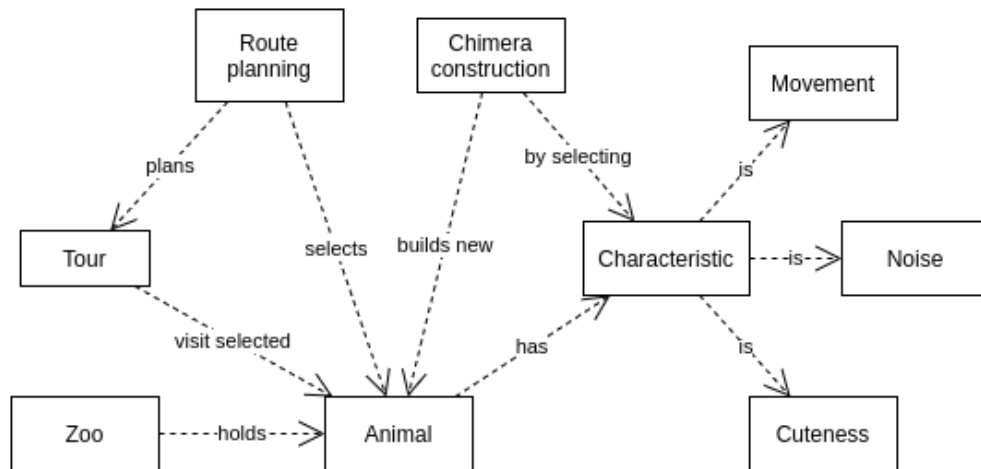 Route
planning
Chimera
construction
Movement
plans
by selecting
is
Tour
selects
builds new
Characteristic
is
Noise
visit selected
has
is
Zoo
holds
Animal
Cuteness